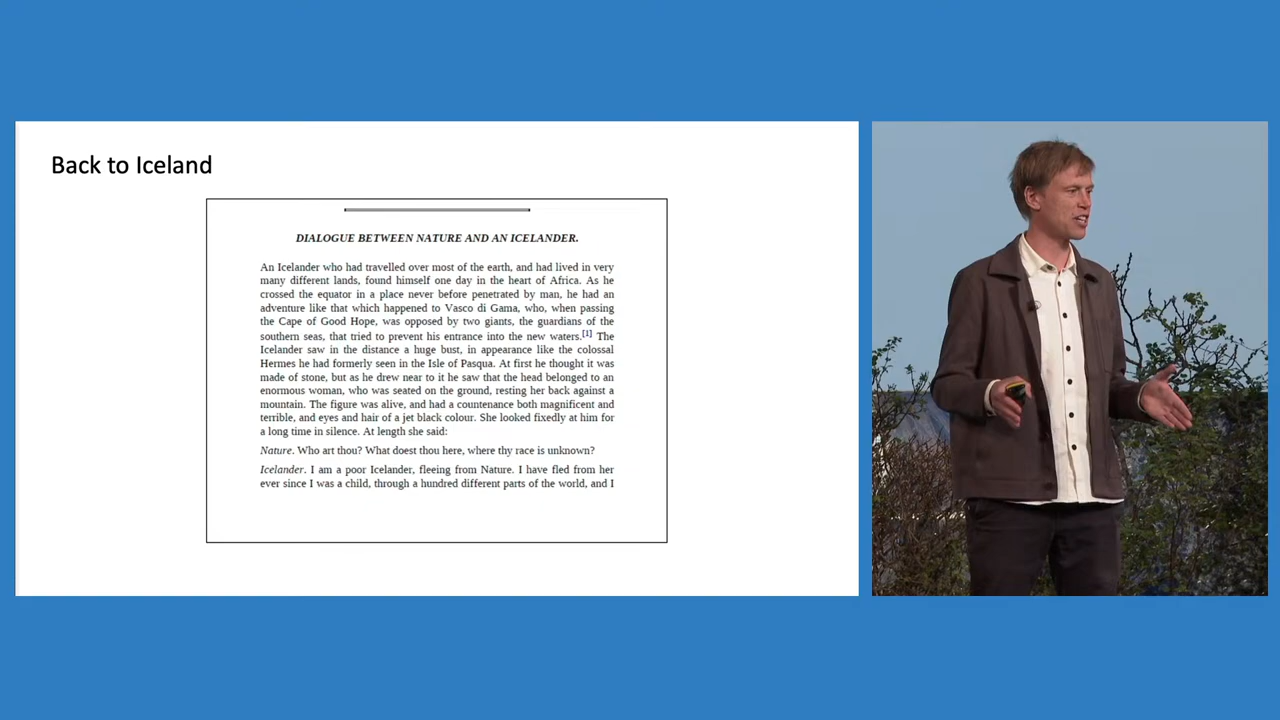 Back to Iceland
DIALOGUE BETWEEN NATURE AND AN ICELANDER.
An Icelander who had travelled over most of the earth, and had lived in very
many different lands, found himself one day in the heart of Africa. As he
crossed the equator in a place never before penetrated by man, he had an
adventure like that which happened to Vasco di Gama, who, when passing
the Cape of Good Hope, was opposed by two giants, the guardians of the
southern seas, that tried to prevent his entrance into the new waters.[1] The
Icelander saw in the distance a huge bust, in appearance like the colossal
Hermes he had formerly seen in the Isle of Pasqua. At first he thought it was
made of stone, but as he drew near to it he saw that the head belonged to an
enormous woman, who was seated on the ground, resting her back against a
mountain. The figure was alive, and had a countenance both magnificent and
terrible, and eyes and hair of a jet black colour. She looked fixedly at him for
a long time in silence. At length she said:
Nature. Who art thou? What doest thou here, where thy race is unknown?
Icelander. I am a poor Icelander, fleeing from Nature. I have fled from her
ever since I was a child, through a hundred different parts of the world, and I